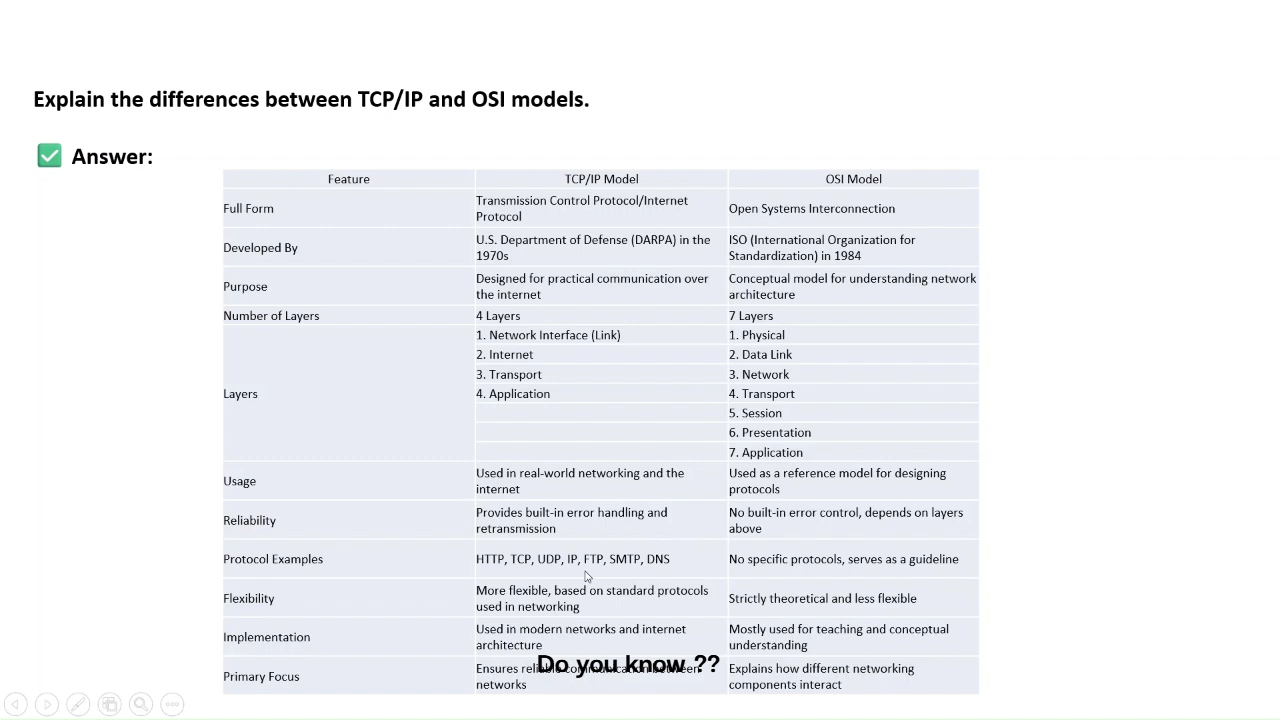 Explain the differences between TCP/IP and OSI models.
✅ Answer:
Feature TCP/IP Model OSI Model
Full Form Transmission Control Protocol/Internet Protocol Open Systems Interconnection
Developed By U.S. Department of Defense (DARPA) in the 1970s ISO (International Organization for Standardization) in 1984
Purpose Designed for practical communication over the internet Conceptual model for understanding network architecture
Number of Layers 4 Layers 7 Layers
Layers 1. Network Interface (Link) 1. Physical
2. Internet 2. Data Link
3. Transport 3. Network
4. Application 4. Transport
5. Session
6. Presentation
7. Application
Usage Used in real-world networking and the internet Used as a reference model for designing protocols
Reliability Provides built-in error handling and retransmission No built-in error control, depends on layers above
Protocol Examples HTTP, TCP, UDP, IP, FTP, SMTP, DNS No specific protocols, serves as a guideline
Flexibility More flexible, based on standard protocols used in networking Strictly theoretical and less flexible
Implementation Used in modern networks and internet architecture Mostly used for teaching and conceptual understanding
Primary Focus Ensures reliable communication between networks Explains how different networking components interact
Do you know ??